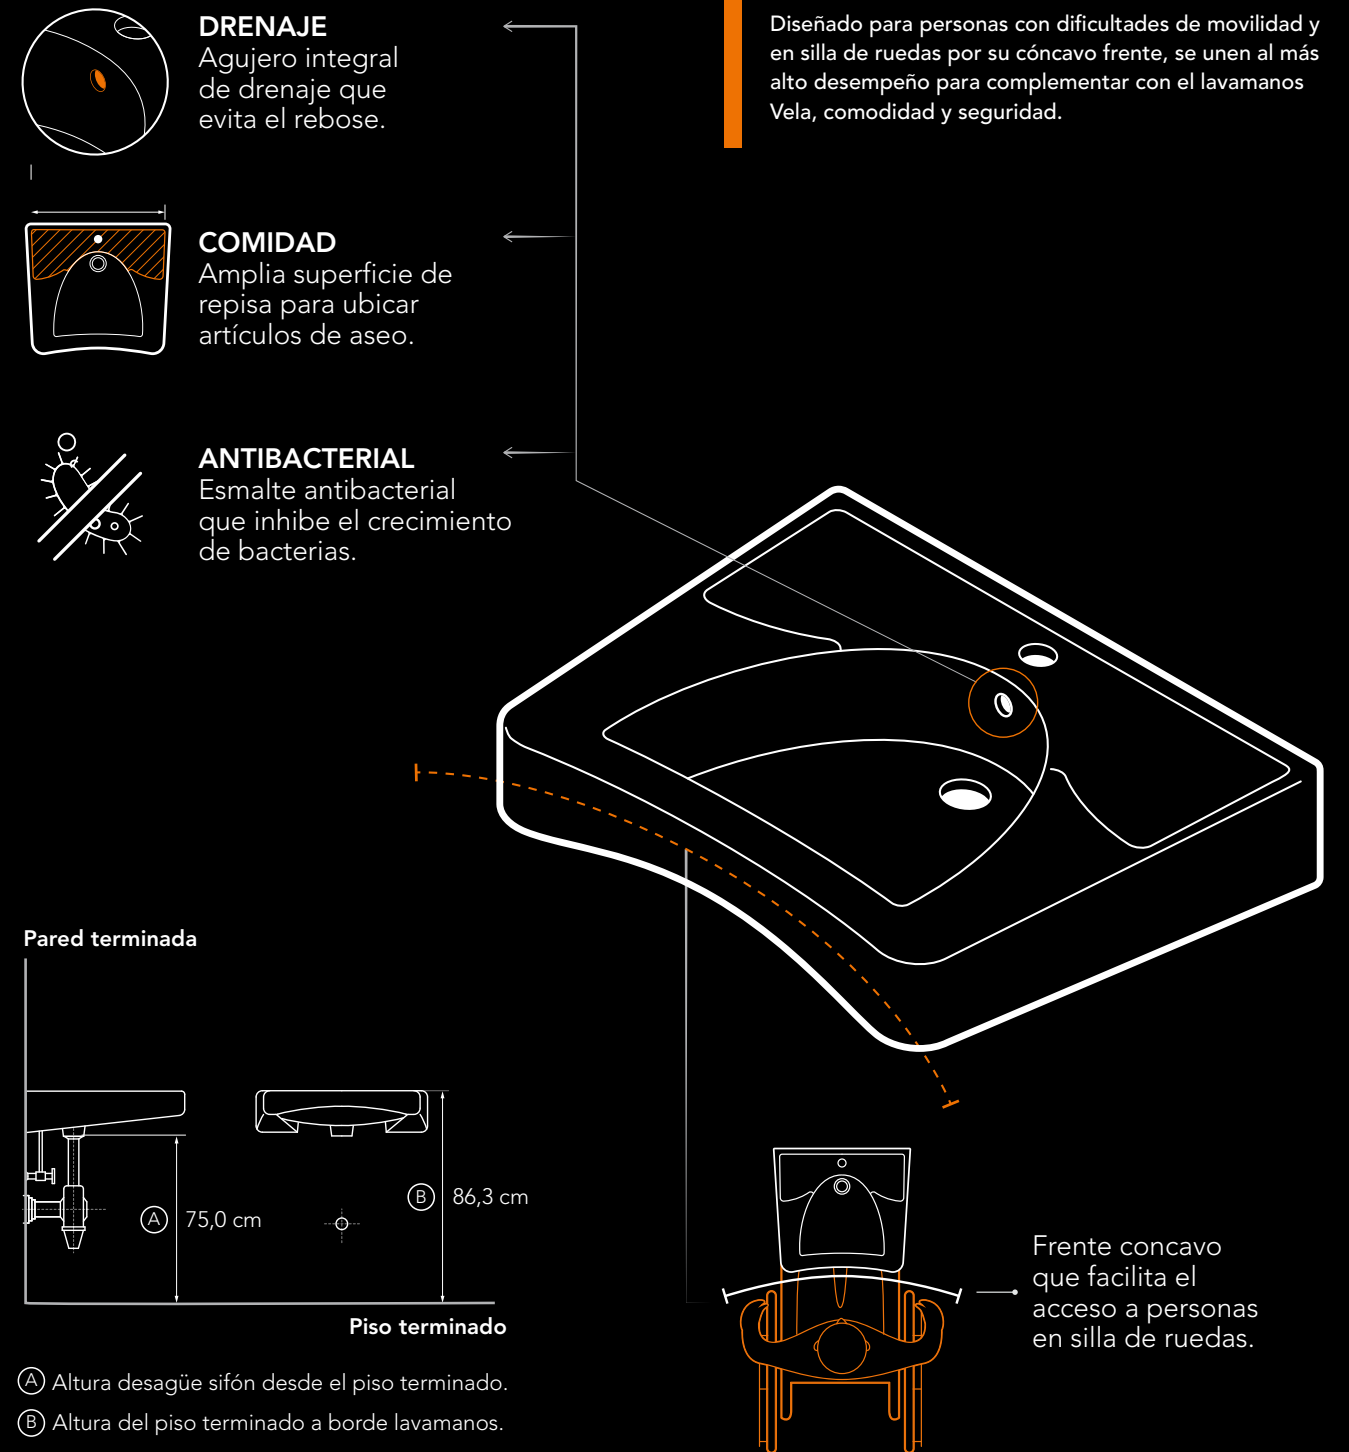 DRENAJE
Agujero integral
de drenaje que
evita el rebose.
Diseñado para personas con dificultades de movilidad y
en silla de ruedas por su cóncavo frente, se unen al más
alto desempeño para complementar con el lavamanos
Vela, comodidad y seguridad.
COMIDAD
Amplia superficie de
repisa para ubicar
artículos de aseo.
ANTIBACTERIAL
Esmalte antibacterial
que inhibe el crecimiento
de bacterias.
Pared terminada
A 75,0 cm
B 86,3 cm
Piso terminado
A Altura desagüe sifón desde el piso terminado.
B Altura del piso terminado a borde lavamanos.
Frente concavo
que facilita el
acceso a personas
en silla de ruedas.